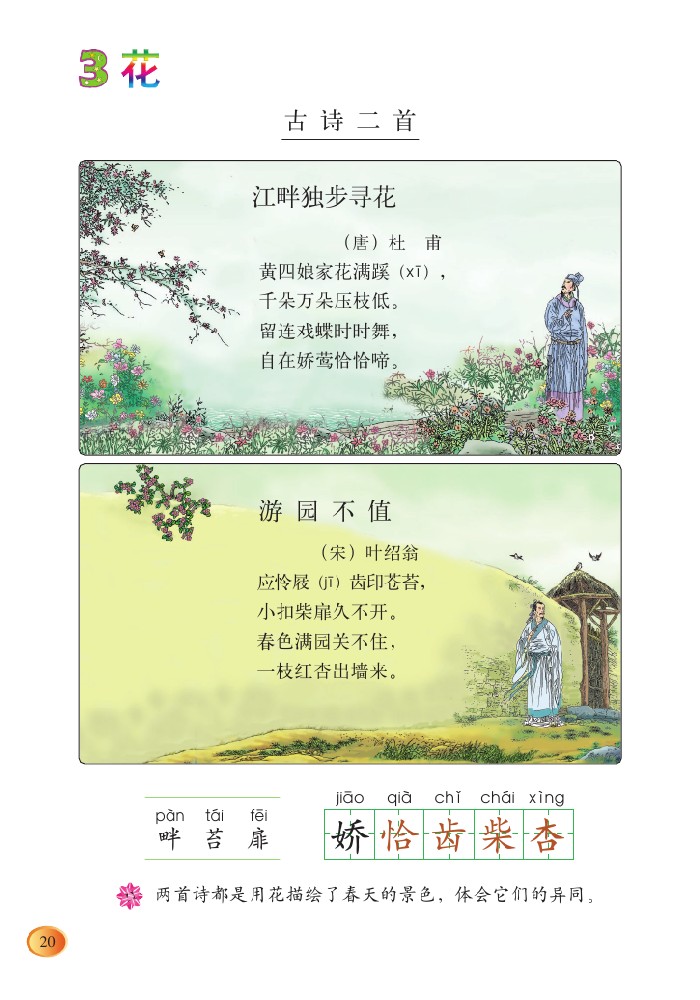 3 花
古诗二首
江畔独步寻花
（唐）杜 甫
黄四娘家花满蹊（xī），
千朵万朵压枝低。
留连戏蝶时时舞，
自在娇莺恰恰啼。
游园不值
（宋）叶绍翁
应怜屐（jī）齿印苍苔，
小扣柴扉久不开。
春色满园关不住，
一枝红杏出墙来。
pàn tái fēi
畔 苔 扉
jiāo qià chǐ chái xìng
娇 恰 齿 柴 杏
两首诗都是用花描绘了春天的景色，体会它们的异同。
20